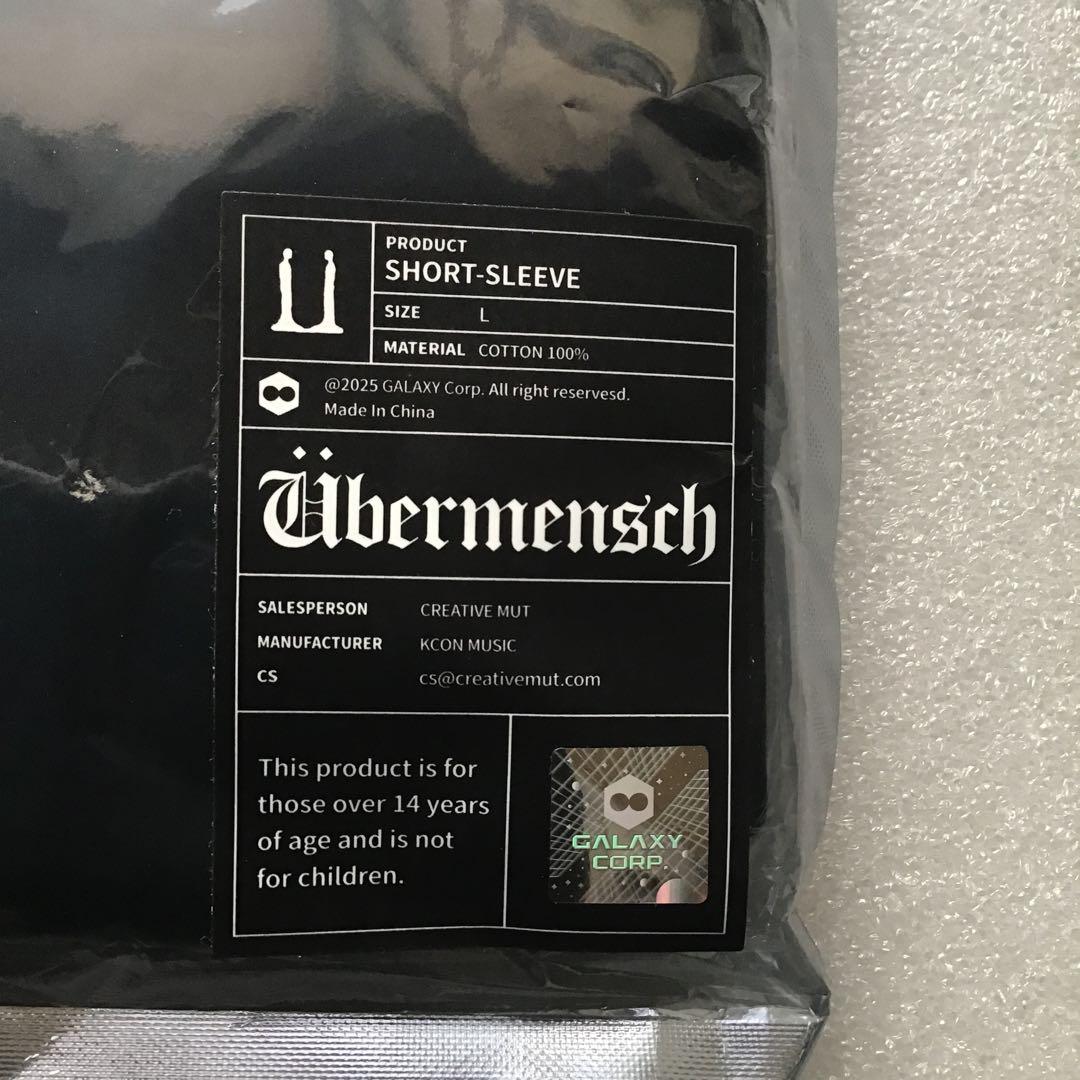 PRODUCT
SHORT-SLEEVE
SIZE L
MATERIAL COTTON 100%
@2025 GALAXY Corp. All right reservesd.
Made In China
Übermensch
SALESPERSON CREATIVE MUT
MANUFACTURER KCON MUSIC
CS cs@creativemut.com
This product is for
those over 14 years
of age and is not
for children.
GALAXY
CORP.